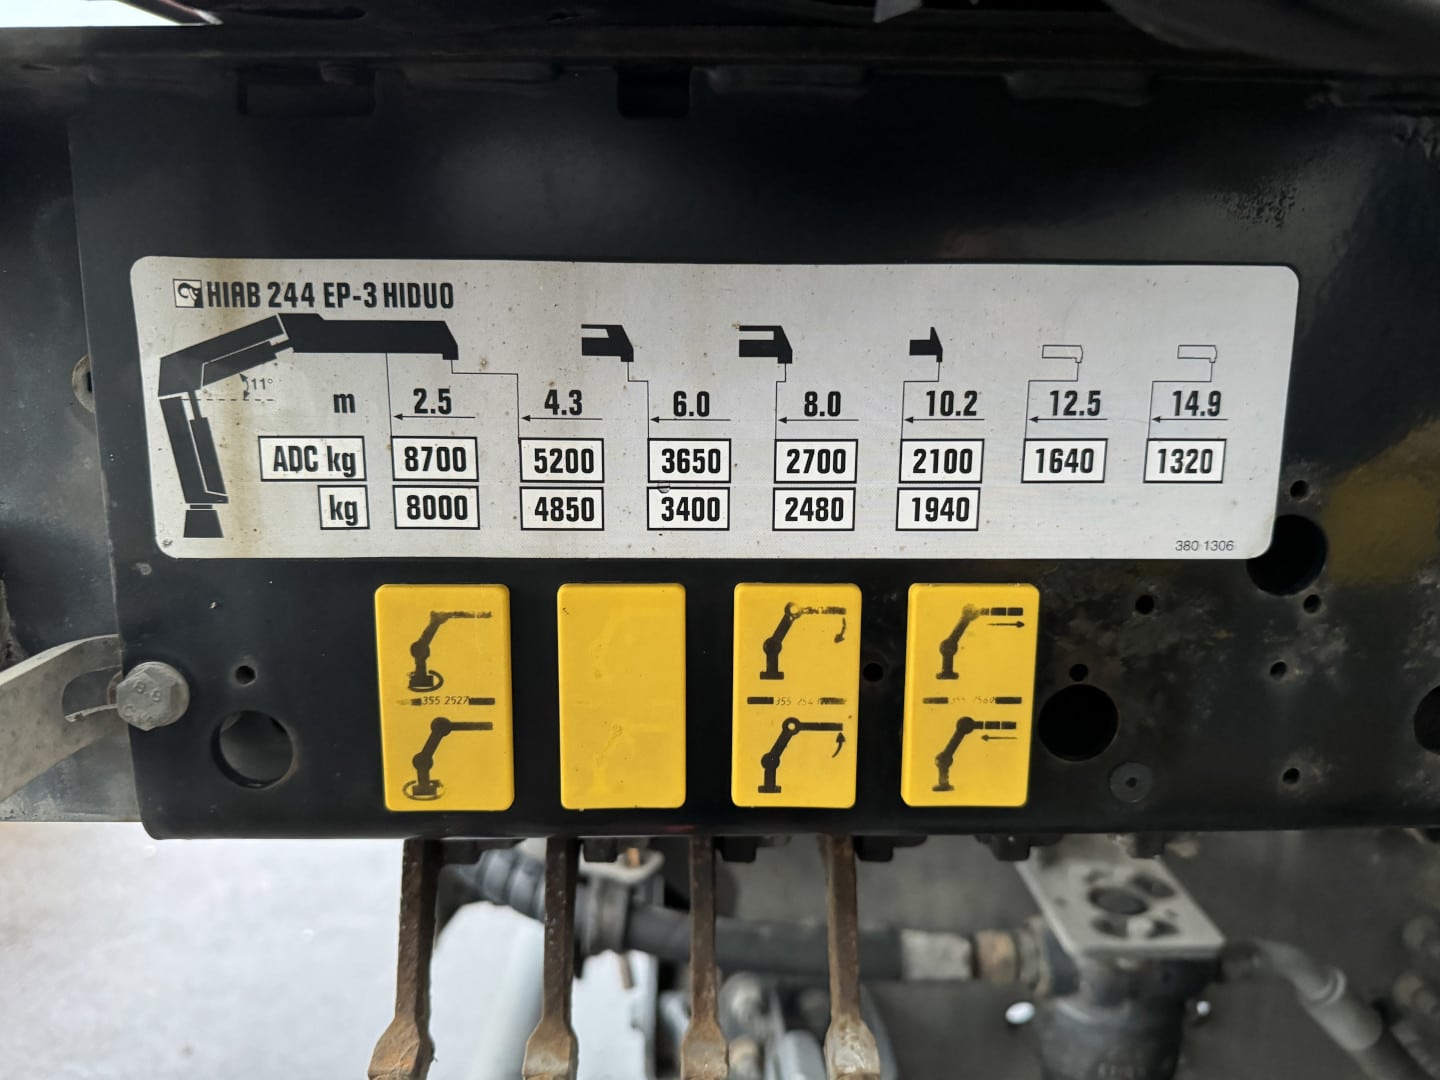 HIAB 244 EP-3 HIDUO
11°
m 2.5 4.3 6.0 8.0 10.2 12.5 14.9
ADC kg 8700 5200 3650 2700 2100 1640 1320
kg 8000 4850 3400 2480 1940
380 1306
355 2527
355
8.8